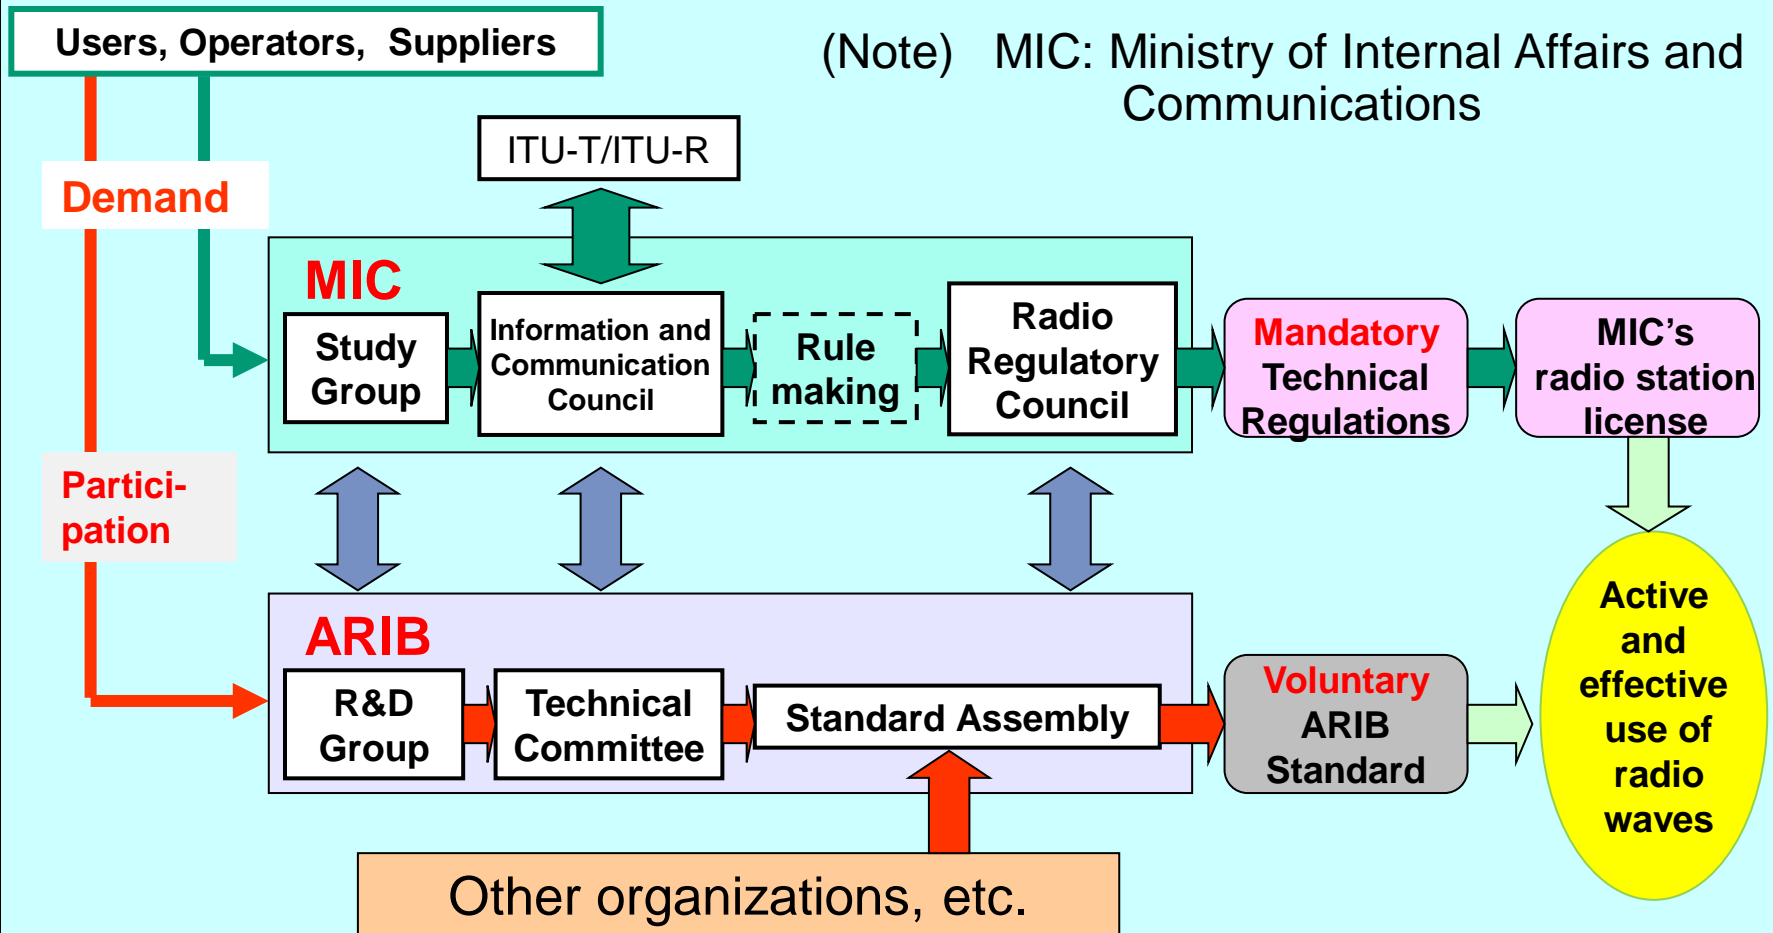 Users, Operators, Suppliers
(Note) MIC: Ministry of Internal Affairs and
Communications
ITU-T/ITU-R
Demand
MIC
Study
Group
Information and
Communication
Council
Rule
making
Radio
Regulatory
Council
Mandatory
Technical
Regulations
MIC’s
radio station
license
Partici-
pation
ARIB
R&D
Group
Technical
Committee
Standard Assembly
Voluntary
ARIB
Standard
Active
and
effective
use of
radio
waves
Other organizations, etc.